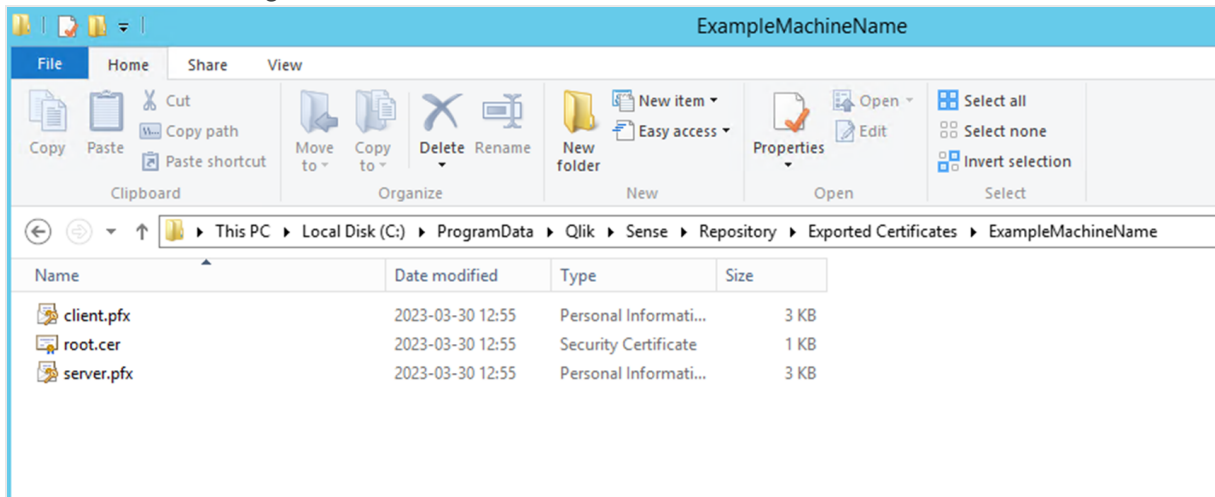 ExampleMachineName
File Home Share View
Copy Paste Cut Copy path Paste shortcut Move to Copy to Delete Rename New folder New item Easy access Properties Open Edit Select all Select none Invert selection
Clipboard Organize New Open Select
This PC Local Disk (C:) ProgramData Qlik Sense Repository Exported Certificates ExampleMachineName
Name Date modified Type Size
client.pfx 2023-03-30 12:55 Personal Informati... 3 KB
root.cer 2023-03-30 12:55 Security Certificate 1 KB
server.pfx 2023-03-30 12:55 Personal Informati... 3 KB